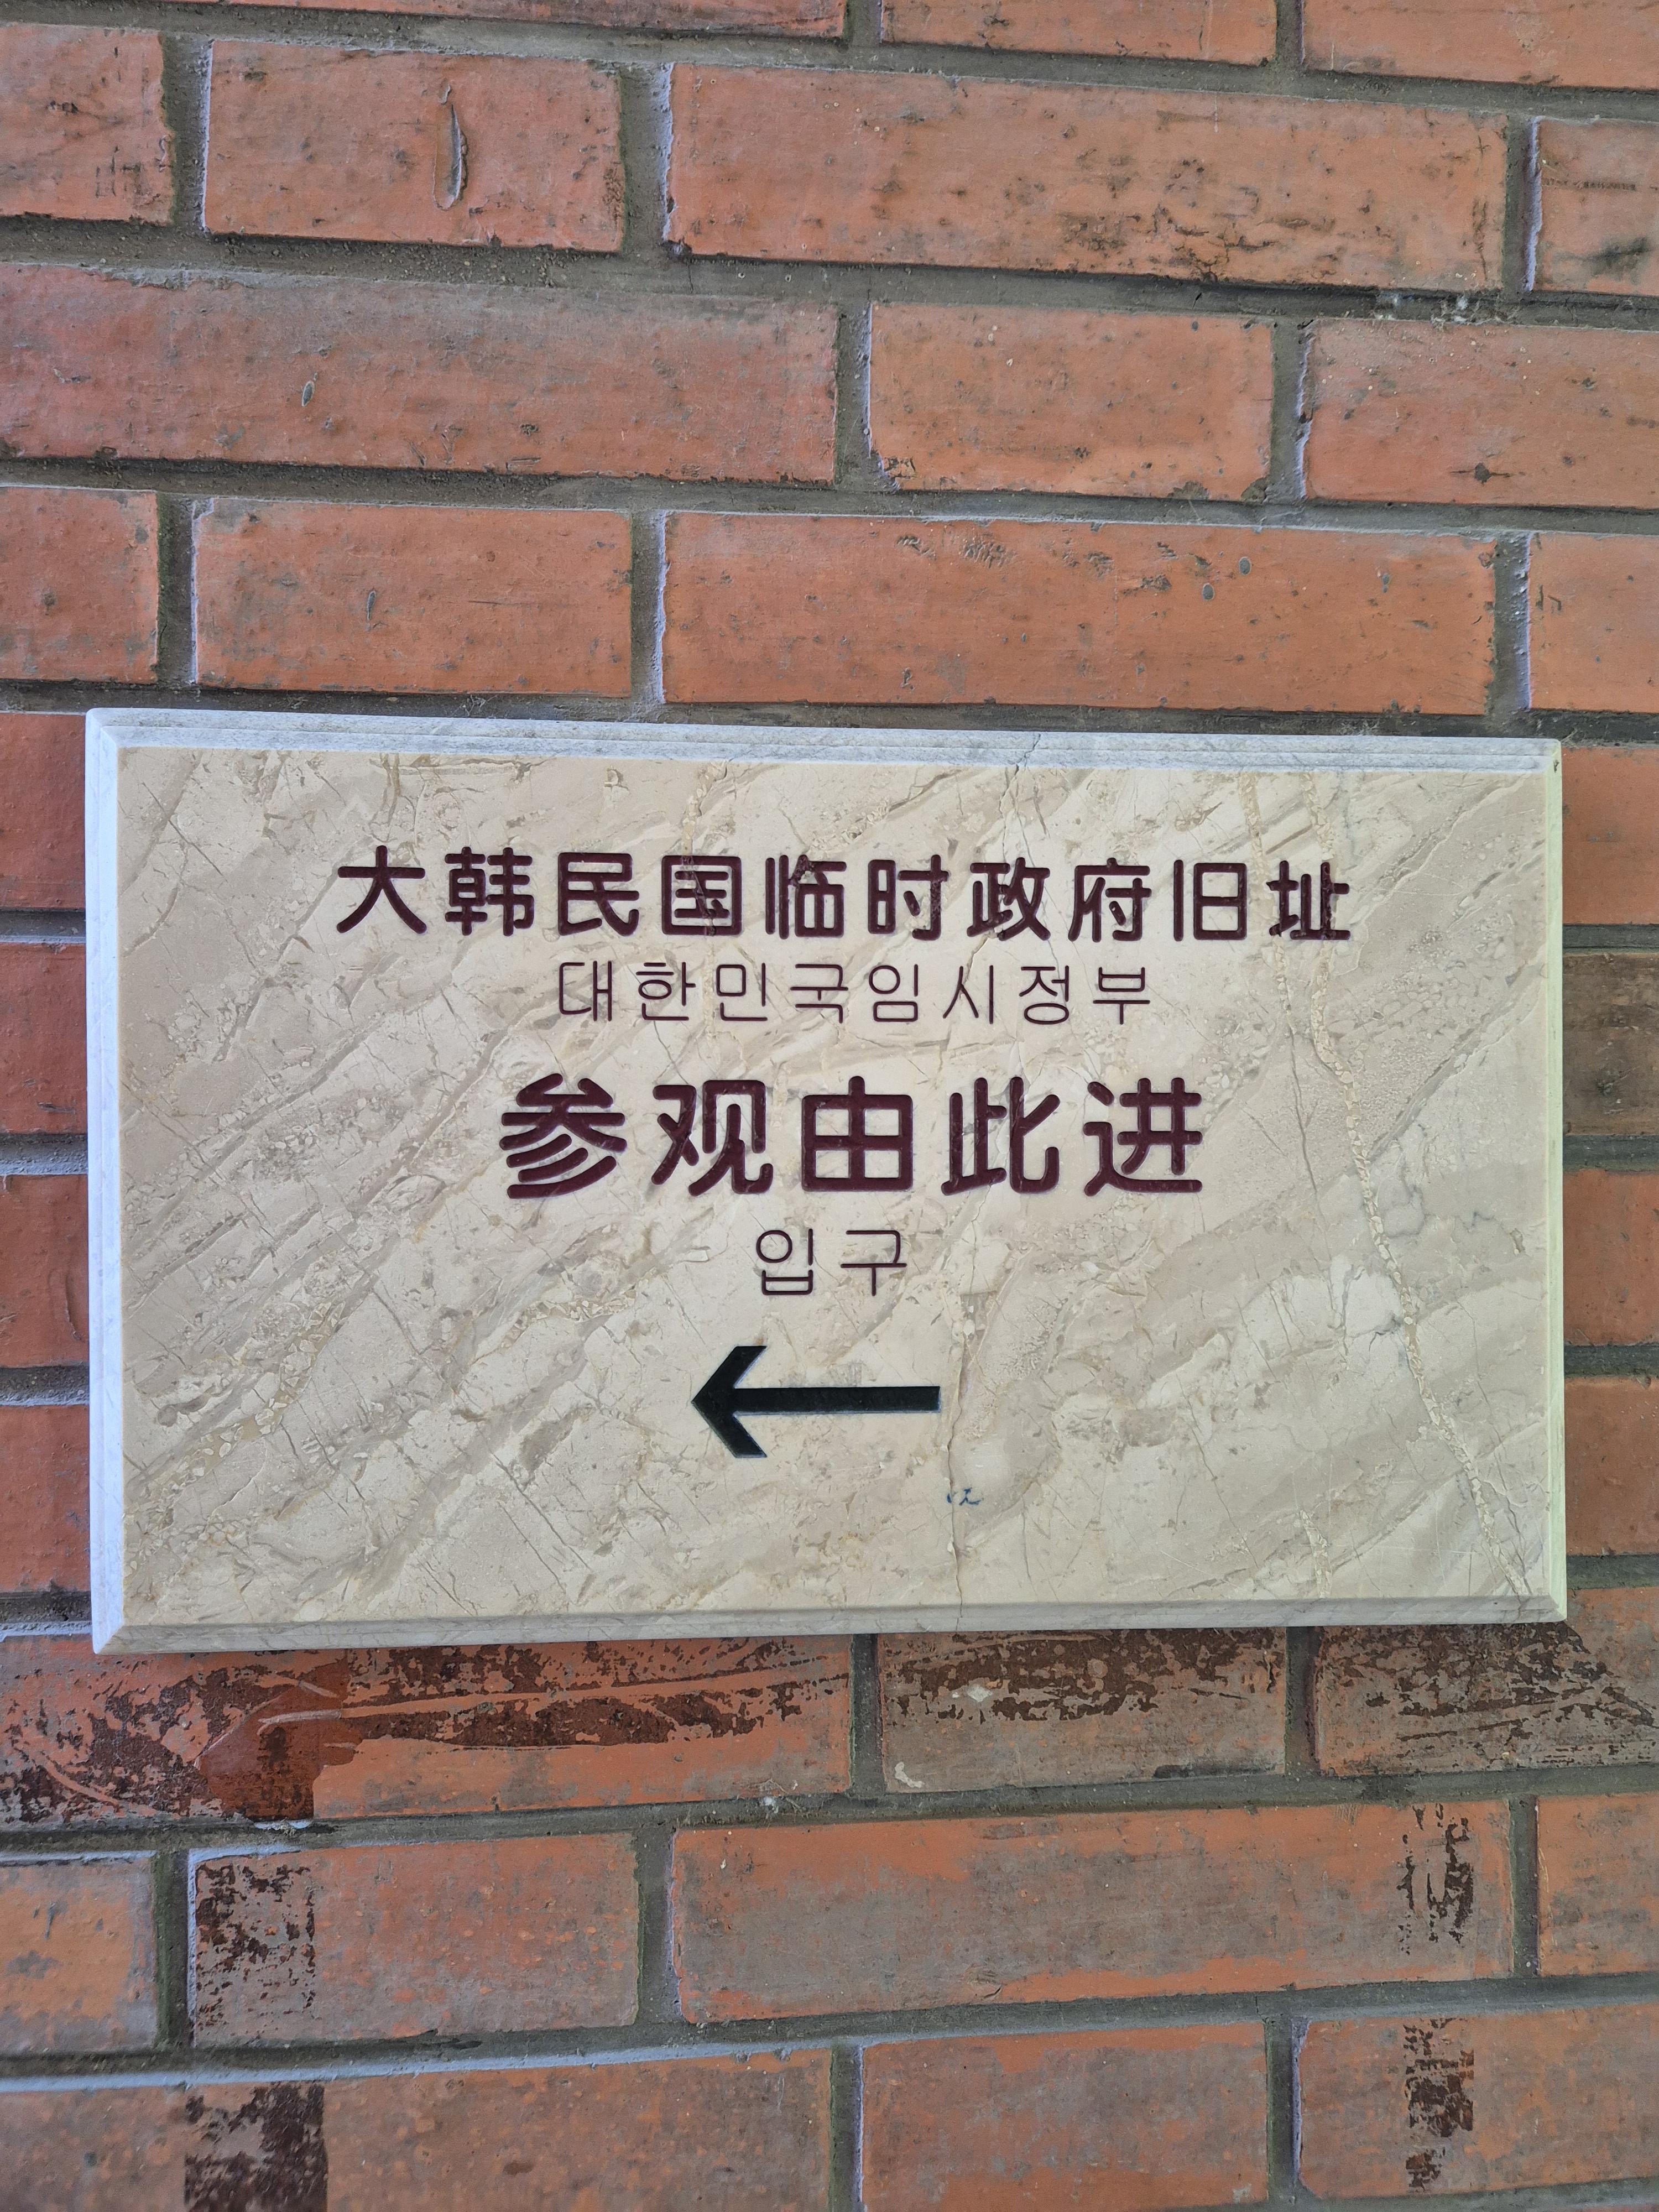 大韩民国临时政府旧址
대한민국임시정부
参观由此进
입구